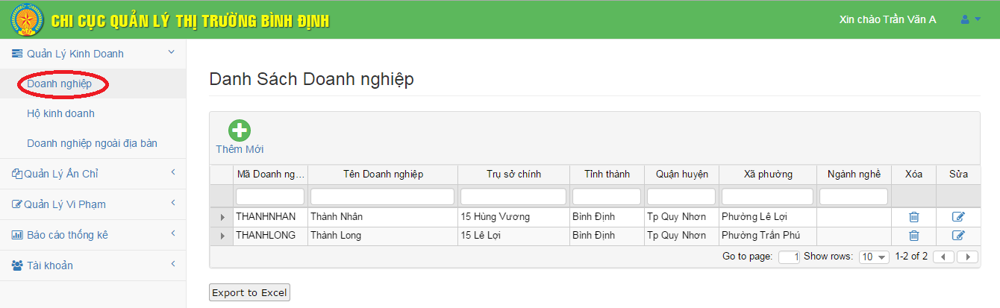 CHI CỤC QUẢN LÝ THỊ TRƯỜNG BÌNH ĐỊNH
Xin chào Trần Văn A
Quản Lý Kinh Doanh
Doanh nghiệp
Hộ kinh doanh
Doanh nghiệp ngoài địa bàn
Quản Lý Ấn Chỉ
Quản Lý Vi Phạm
Báo cáo thống kê
Tài khoản
Danh Sách Doanh nghiệp
Thêm Mới
Mã Doanh ng... Tên Doanh nghiệp Trụ sở chính Tỉnh thành Quận huyện Xã phường Ngành nghề Xóa Sửa
THANHNHAN Thành Nhân 15 Hùng Vương Bình Định Tp Quy Nhơn Phường Lê Lợi
THANHLONG Thành Long 15 Lê Lợi Bình Định Tp Quy Nhơn Phường Trần Phú
Go to page: 1 Show rows: 10 1-2 of 2
Export to Excel